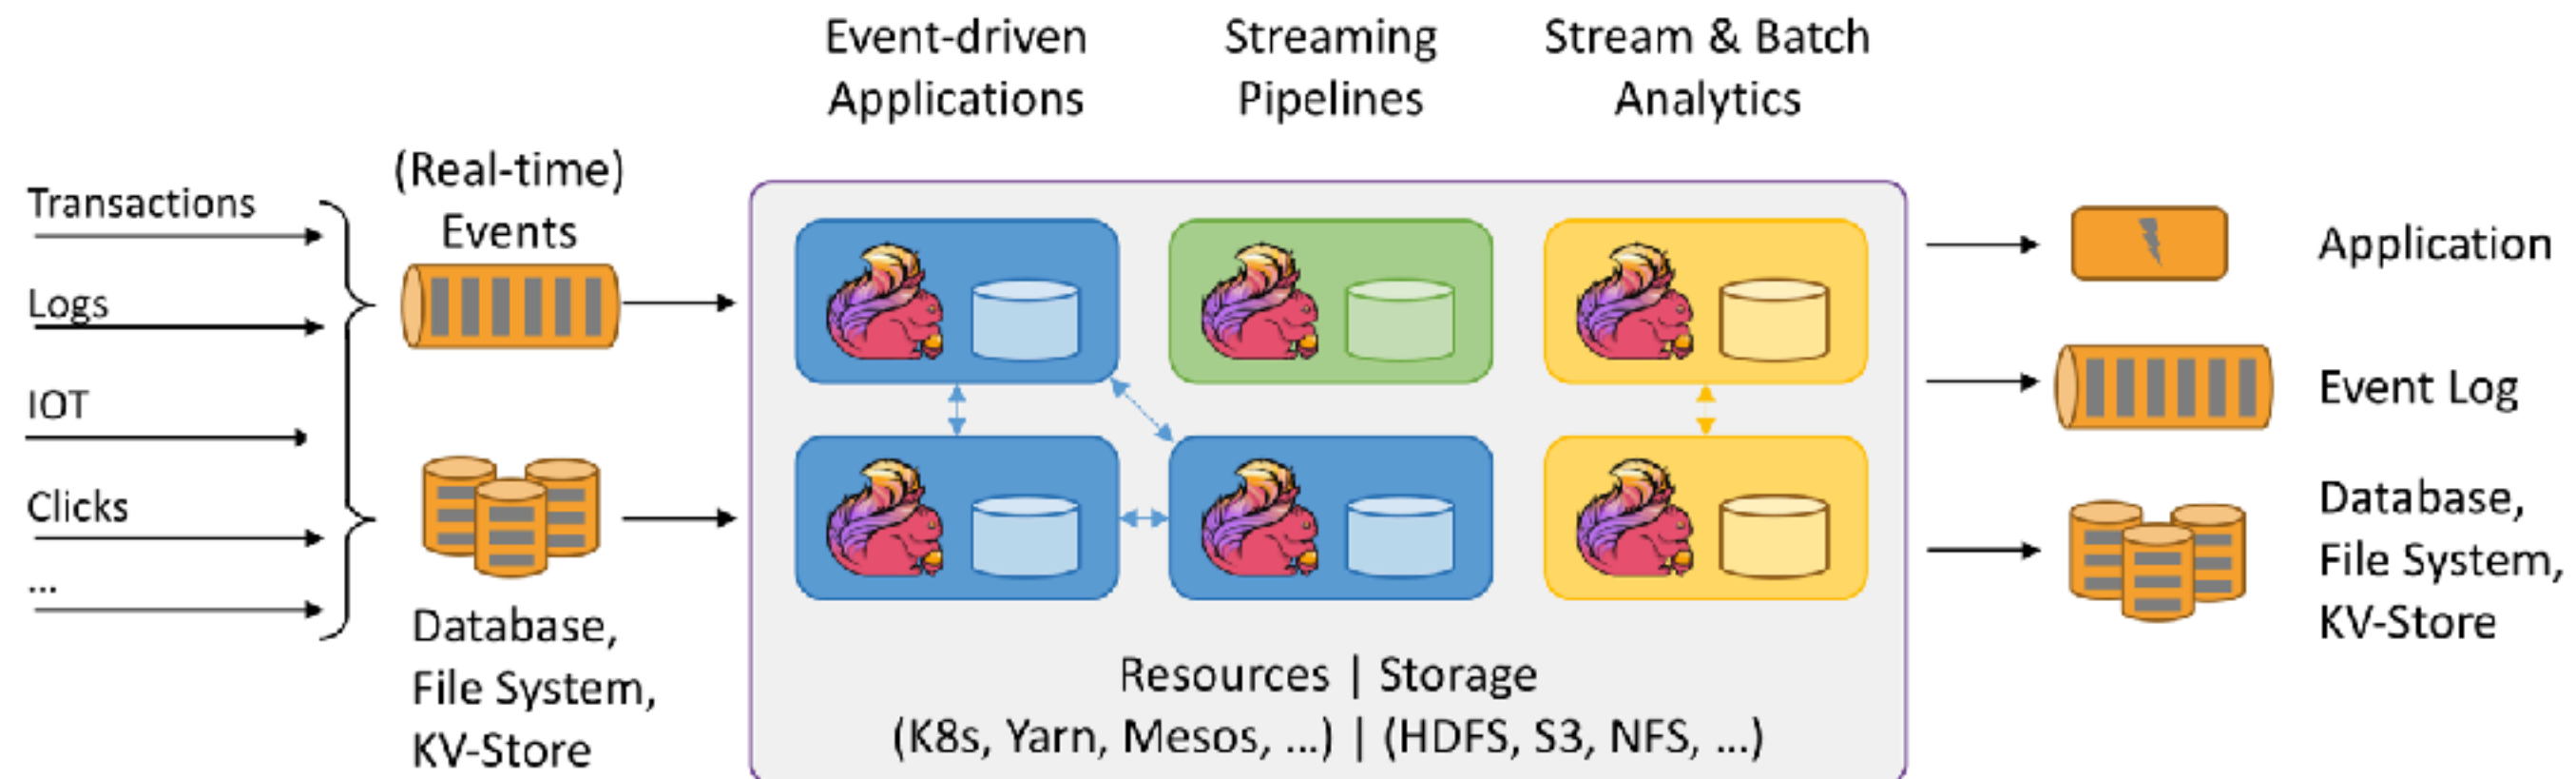 Event-driven
Applications
Streaming
Pipelines
Stream & Batch
Analytics
Transactions
Logs
IOT
Clicks
...
(Real-time)
Events
Database,
File System,
KV-Store
Resources | Storage
(K8s, Yarn, Mesos, ...) | (HDFS, S3, NFS, ...)
Application
Event Log
Database,
File System,
KV-Store